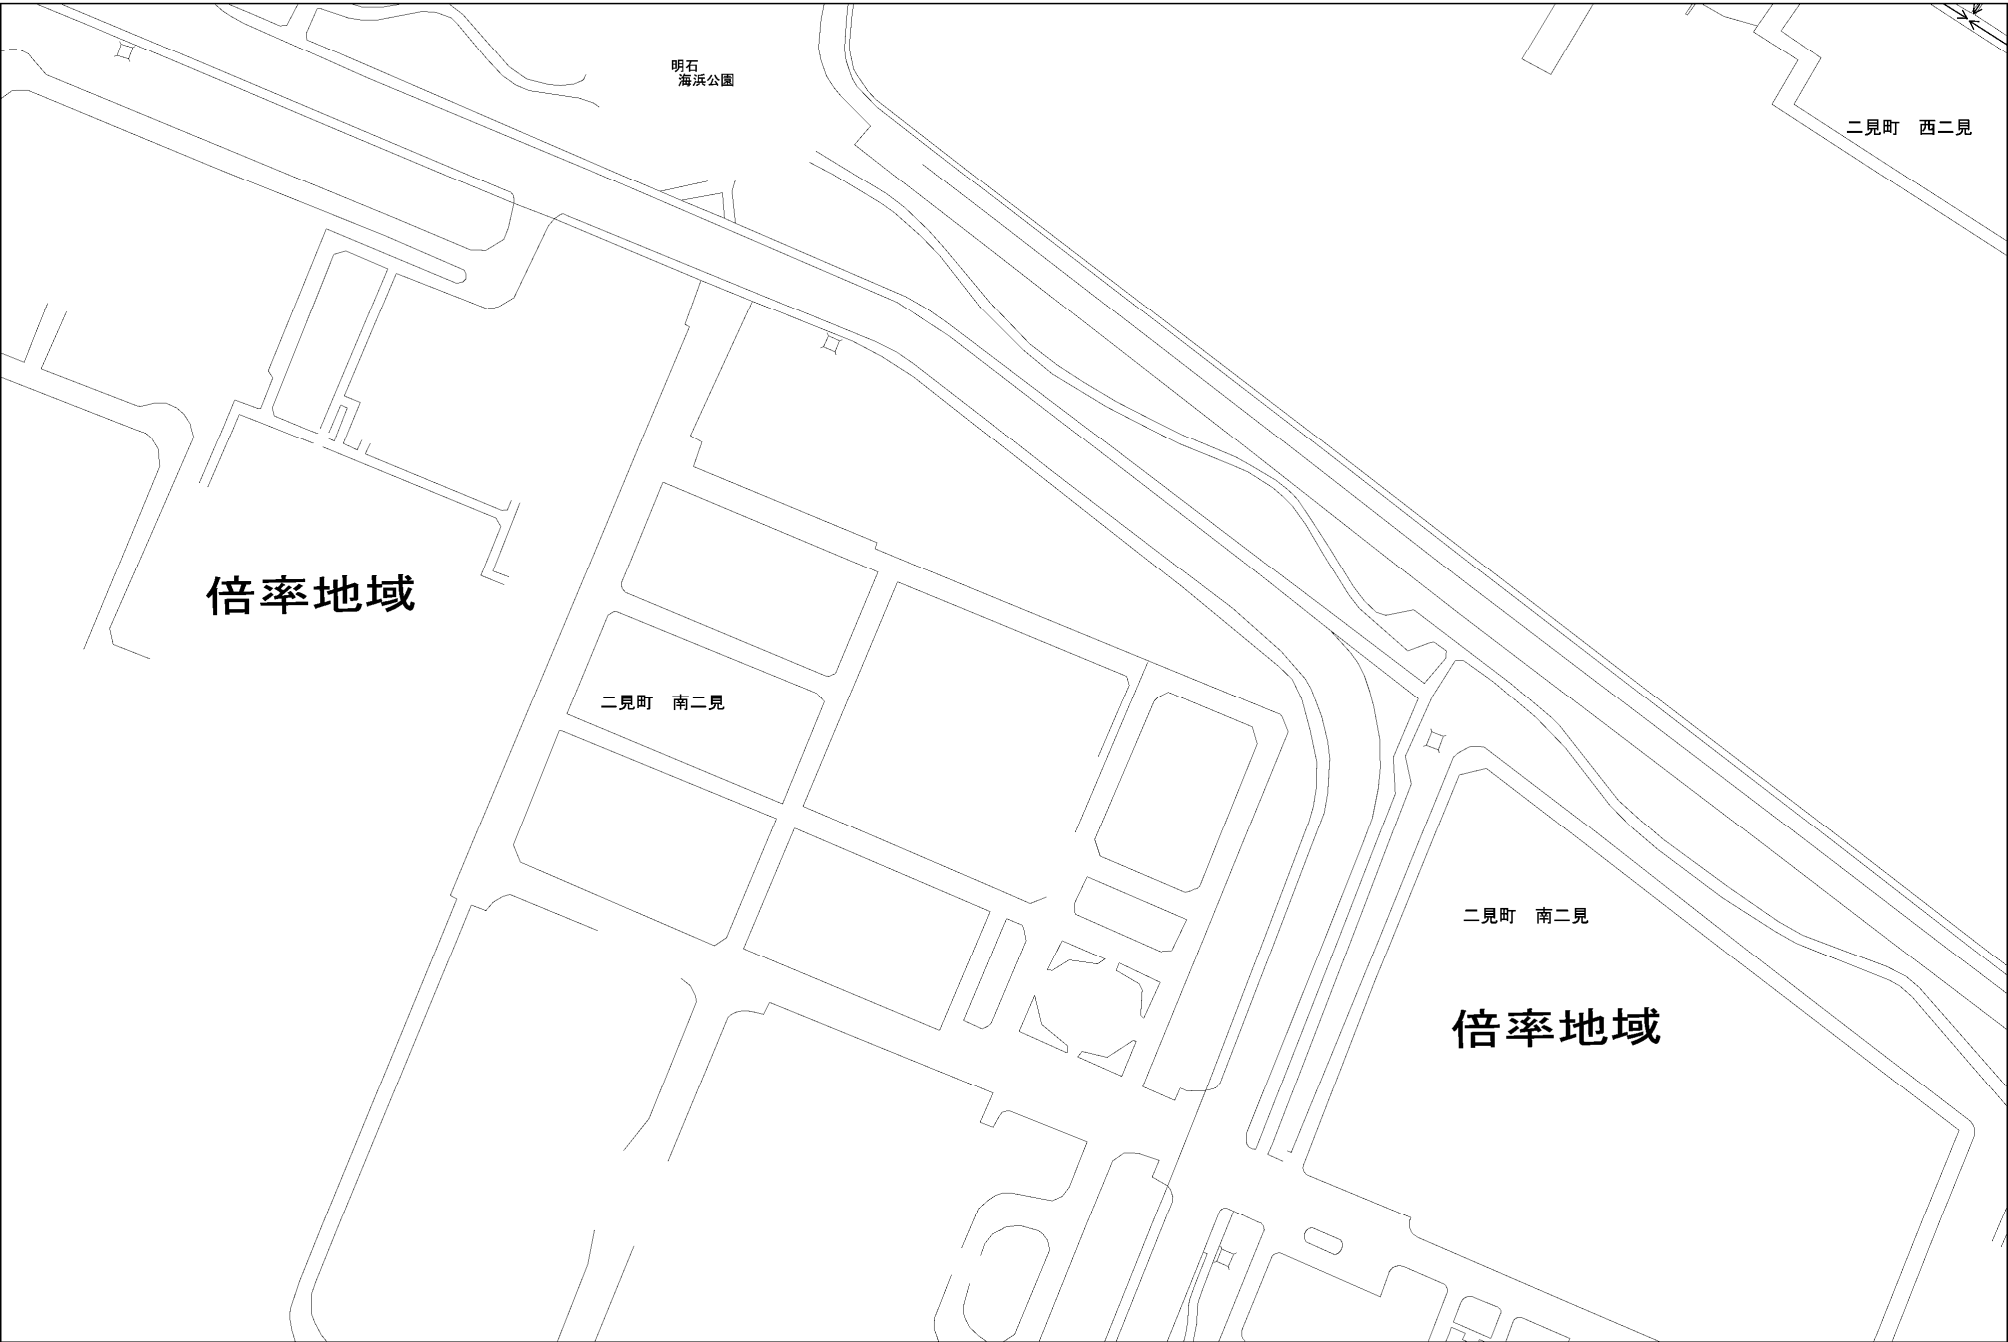 明石
海浜公園
二見町　西二見
倍率地域
二見町　南二見
二見町　南二見
倍率地域